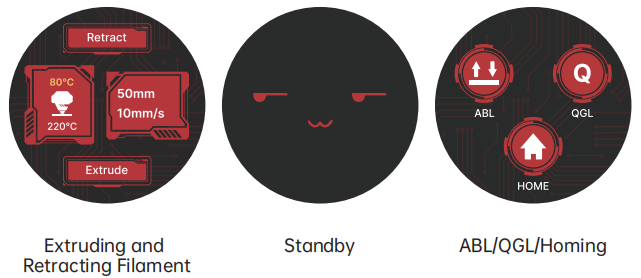 Retract
80°C
220°C
50mm
10mm/s
Extrude
ABL
Q
QGL
HOME
Extruding and
Retracting Filament
Standby
ABL/QGL/Homing